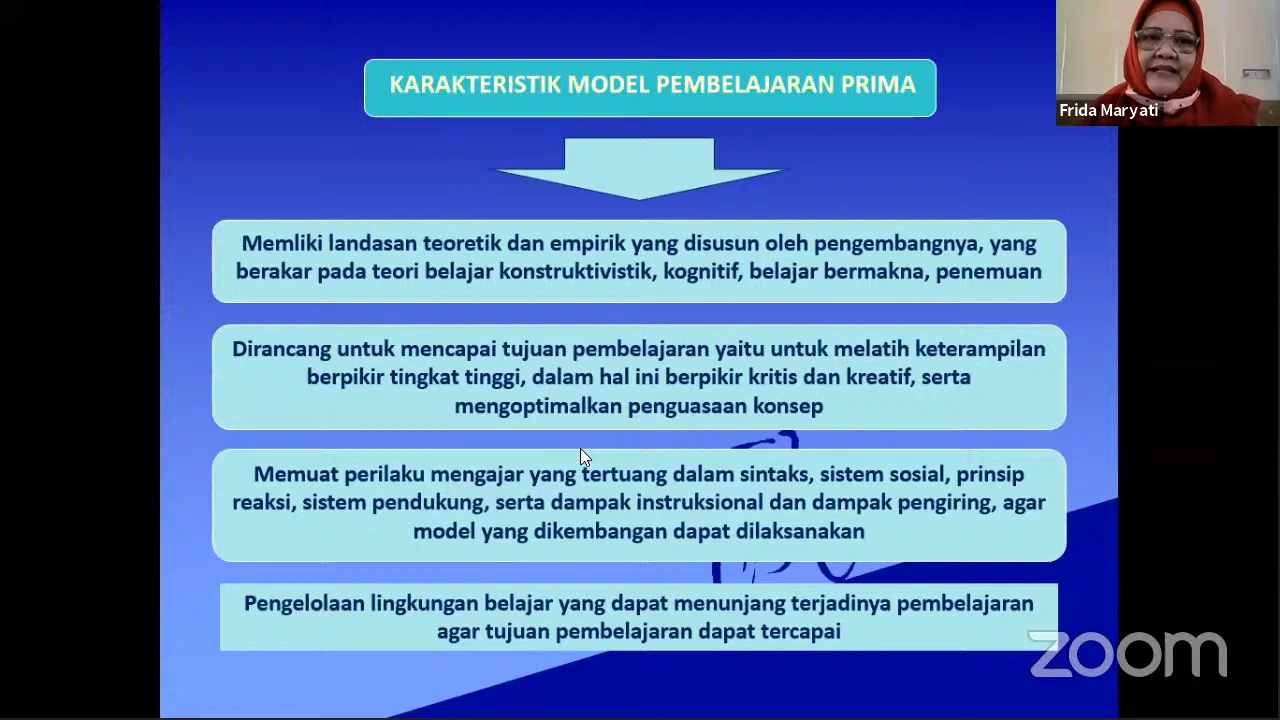 KARAKTERISTIK MODEL PEMBELAJARAN PRIMA
Frida Maryati
Memliki landasan teoretik dan empirik yang disusun oleh pengembangnya, yang
berakar pada teori belajar konstruktivistik, kognitif, belajar bermakna, penemuan
Dirancang untuk mencapai tujuan pembelajaran yaitu untuk melatih keterampilan
berpikir tingkat tinggi, dalam hal ini berpikir kritis dan kreatif, serta
mengoptimalkan penguasaan konsep
Memuat perilaku mengajar yang tertuang dalam sintaks, sistem sosial, prinsip
reaksi, sistem pendukung, serta dampak instruksional dan dampak pengiring, agar
model yang dikembangan dapat dilaksanakan
Pengelolaan lingkungan belajar yang dapat menunjang terjadinya pembelajaran
agar tujuan pembelajaran dapat tercapai
zoom